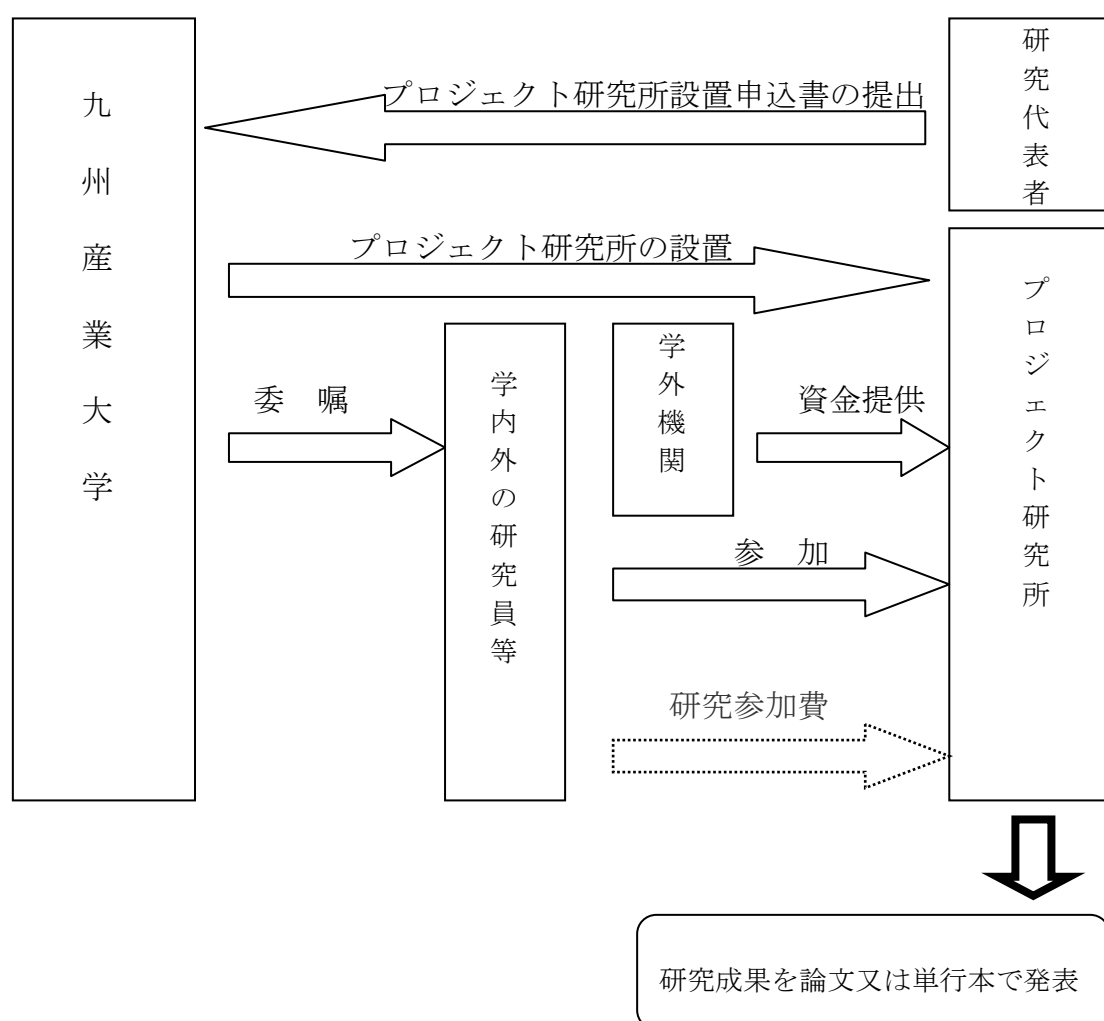 九州産業大学
プロジェクト研究所設置申込書の提出
研究代表者
プロジェクト研究所の設置
プロジェクト研究所
委　嘱
学内外の研究員等
学外機関
資金提供
参　加
研究参加費
研究成果を論文又は単行本で発表